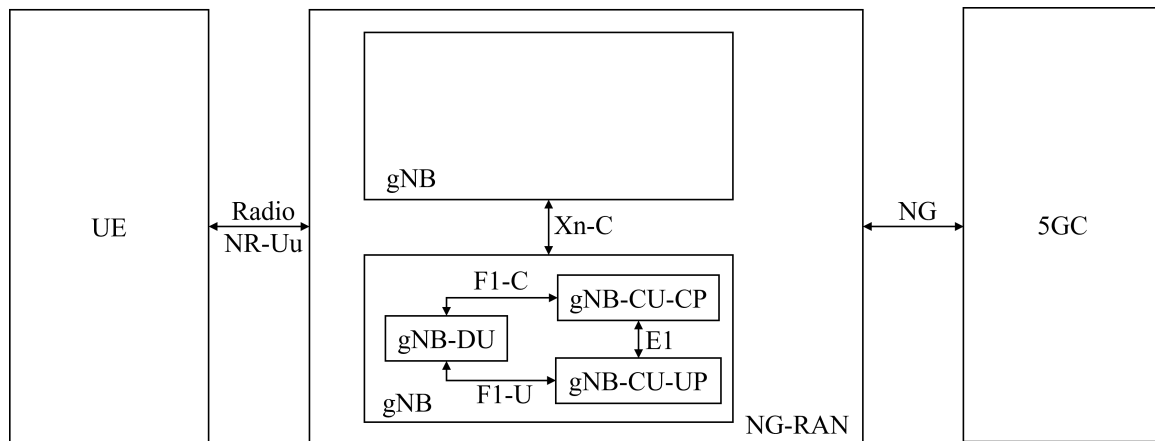 gNB
UE
Radio
NR-Uu
Xn-C
NG
5GC
F1-C
gNB-CU-CP
gNB-DU
E1
F1-U
gNB-CU-UP
gNB
NG-RAN